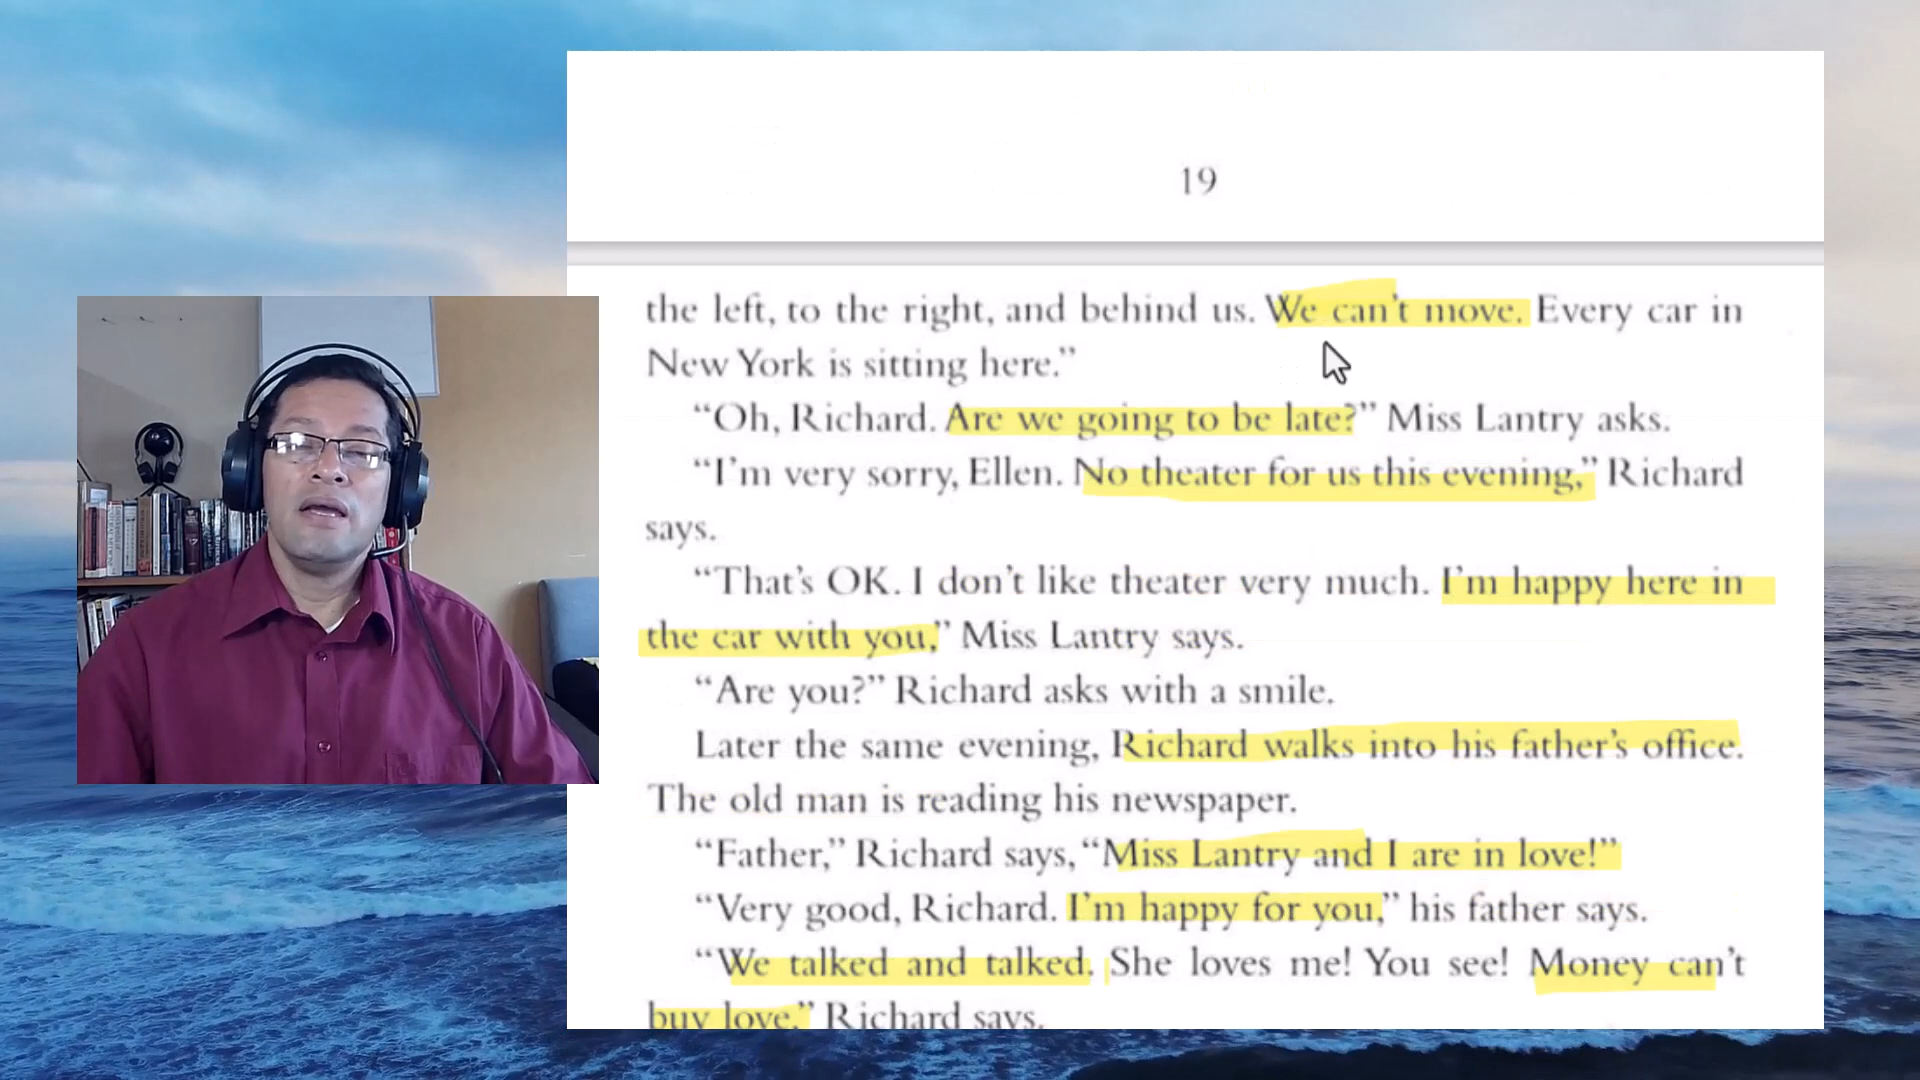 19
the left, to the right, and behind us. We can't move. Every car in
New York is sitting here.”
“Oh, Richard. Are we going to be late?” Miss Lantry asks.
“I'm very sorry, Ellen. No theater for us this evening,” Richard
says.
“That's OK. I don't like theater very much. I'm happy here in
the car with you,” Miss Lantry says.
“Are you?” Richard asks with a smile.
Later the same evening, Richard walks into his father's office.
The old man is reading his newspaper.
“Father,” Richard says, “Miss Lantry and I are in love!”
“Very good, Richard. I'm happy for you,” his father says.
“We talked and talked. She loves me! You see! Money can't
buy love.” Richard says.